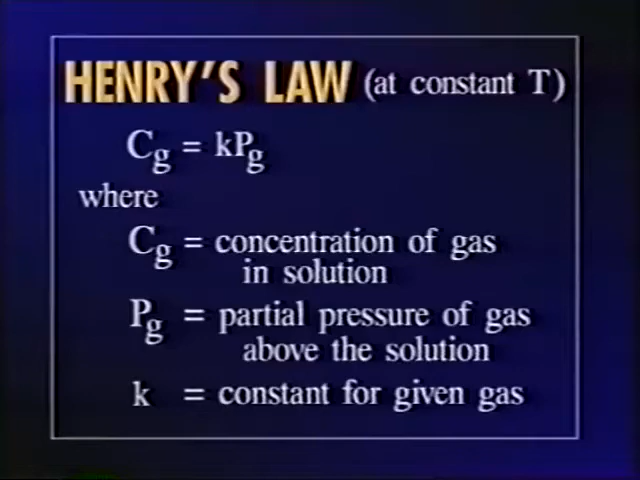 HENRY'S LAW (at constant T)
Cg = kPg
where
Cg = concentration of gas
in solution
Pg = partial pressure of gas
above the solution
k = constant for given gas